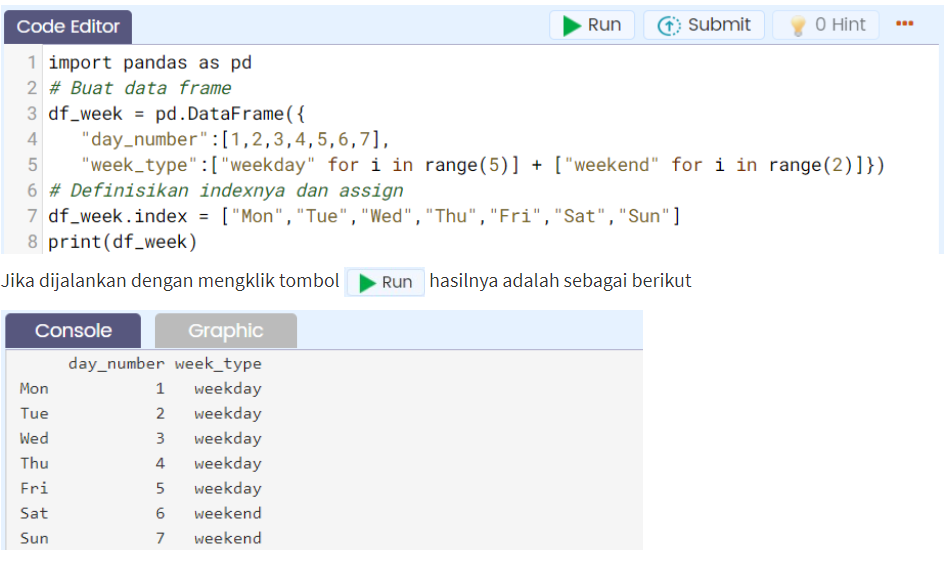 Code Editor Run Submit 0 Hint •••
1 import pandas as pd
2 # Buat data frame
3 df_week = pd.DataFrame({
4    "day_number":[1,2,3,4,5,6,7],
5    "week_type":["weekday" for i in range(5)] + ["weekend" for i in range(2)]})
6 # Definisikan indexnya dan assign
7 df_week.index = ["Mon","Tue","Wed","Thu","Fri","Sat","Sun"]
8 print(df_week)
Jika dijalankan dengan mengklik tombol Run hasilnya adalah sebagai berikut
Console Graphic
     day_number week_type
Mon           1   weekday
Tue           2   weekday
Wed           3   weekday
Thu           4   weekday
Fri           5   weekday
Sat           6   weekend
Sun           7   weekend